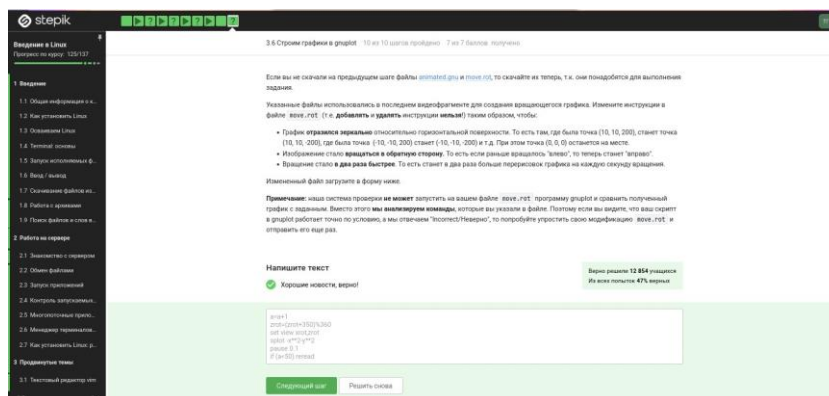 stepik
Введение в Linux
Прогресс по курсу: 125/137
3.6 Строим графики в gnuplot 10 из 10 шагов пройдено 7 из 7 баллов получено
1 Введение
1.1 Общая информация о к...
1.2 Как установить Linux
1.3 Осваиваем Linux
1.4 Terminal: основы
1.5 Запуск исполняемых ф...
1.6 Ввод / вывод
1.7 Скачивание файлов из...
1.8 Работа с архивами
1.9 Поиск файлов и слов в...
2 Работа на сервере
2.1 Знакомство с сервером
2.2 Обмен файлами
2.3 Запуск приложений
2.4 Контроль запускаемых...
2.5 Многопоточные прило...
2.6 Менеджер терминалов...
2.7 Как установить Linux: р...
3 Продвинутые темы
3.1 Текстовый редактор vim
Если вы не скачали на предыдущем шаге файлы animated.gnu и move.rot, то скачайте их теперь, т.к. они понадобятся для выполнения
задания.
Указанные файлы использовались в последнем видеофрагменте для создания вращающегося графика. Измените инструкции в
файле move.rot (т.е. добавлять и удалять инструкции нельзя!) таким образом, чтобы:
• График отразился зеркально относительно горизонтальной поверхности. То есть там, где была точка (10, 10, 200), станет точка
(10, 10, -200), где была точка (-10, -10, 200) станет (-10, -10, -200) и т.д. При этом точка (0, 0, 0) останется на месте.
• Изображение стало вращаться в обратную сторону. То есть если раньше вращалось "влево", то теперь станет "вправо".
• Вращение стало в два раза быстрее. То есть станет в два раза больше перерисовок графика на каждую секунду вращения.
Измененный файл загрузите в форму ниже.
Примечание: наша система проверки не может запустить на вашем файле move.rot программу gnuplot и сравнить полученный
график с заданным. Вместо этого мы анализируем команды, которые вы указали в файле. Поэтому если вы видите, что ваш скрипт
в gnuplot работает точно по условию, а мы отвечаем "Incorrect/Неверно", то попробуйте упростить свою модификацию move.rot и
отправить его еще раз.
Напишите текст
Хорошие новости, верно!
Верно решили 12 854 учащихся
Из всех попыток 47% верных
a=a+1
zrot=(zrot+350)%360
set view xrot,zrot
splot -x**2-y**2
pause 0.1
if (a<50) reread
Следующий шаг Решить снова